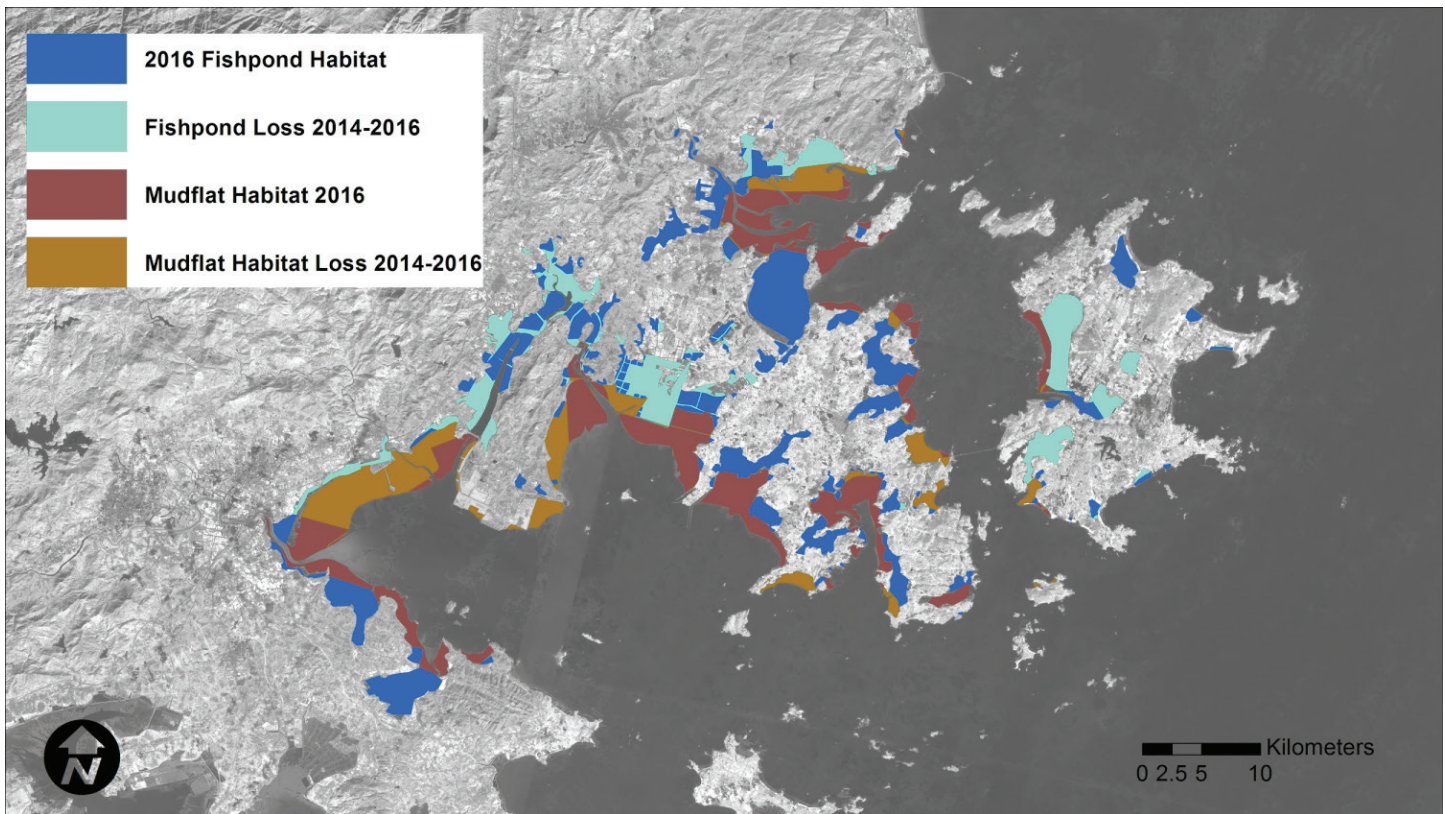 2016 Fishpond Habitat
Fishpond Loss 2014-2016
Mudflat Habitat 2016
Mudflat Habitat Loss 2014-2016
N
Kilometers
0 2.5 5 10